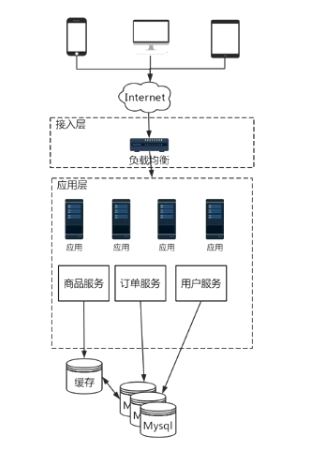 Internet
接入层
负载均衡
应用层
应用 应用 应用 应用
商品服务 订单服务 用户服务
缓存
M
M
Mysql